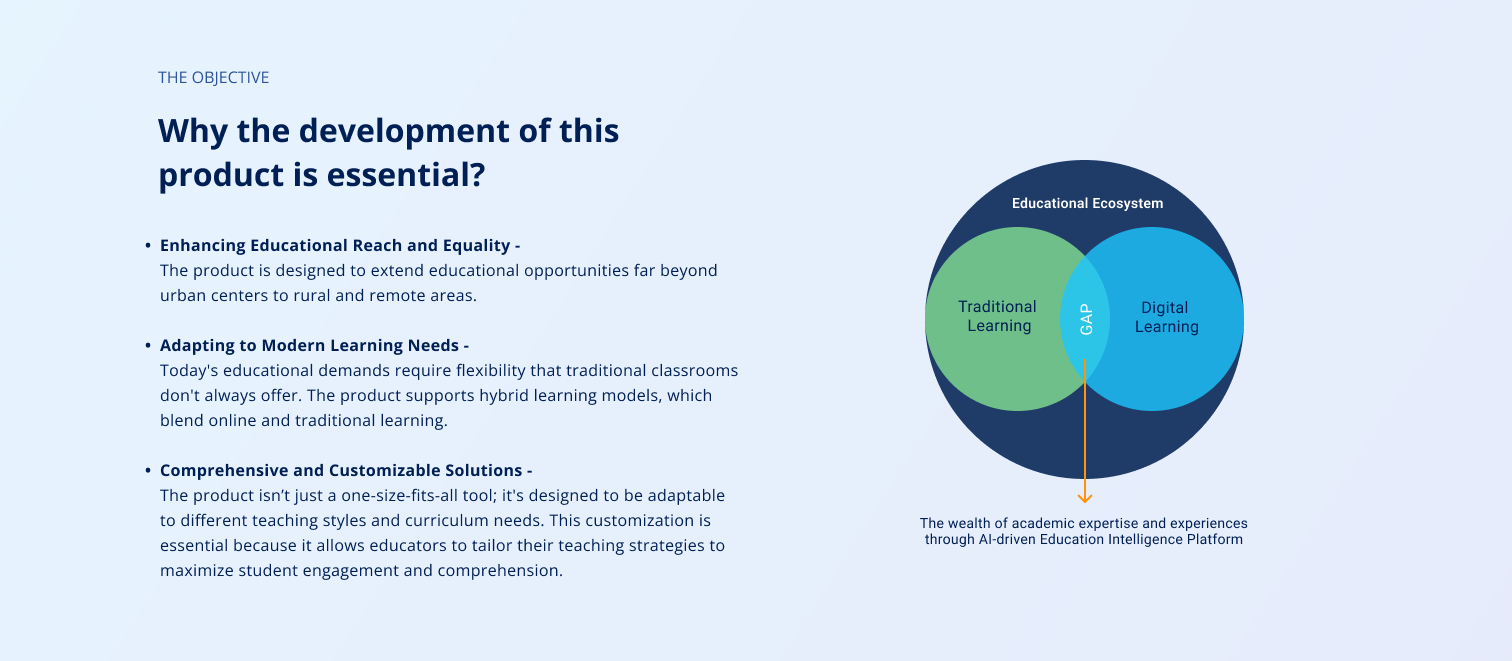 THE OBJECTIVE
Why the development of this
product is essential?
• Enhancing Educational Reach and Equality -
The product is designed to extend educational opportunities far beyond
urban centers to rural and remote areas.
• Adapting to Modern Learning Needs -
Today's educational demands require flexibility that traditional classrooms
don't always offer. The product supports hybrid learning models, which
blend online and traditional learning.
• Comprehensive and Customizable Solutions -
The product isn’t just a one-size-fits-all tool; it's designed to be adaptable
to different teaching styles and curriculum needs. This customization is
essential because it allows educators to tailor their teaching strategies to
maximize student engagement and comprehension.
Educational Ecosystem
Traditional
Learning
GAP
Digital
Learning
The wealth of academic expertise and experiences
through AI-driven Education Intelligence Platform